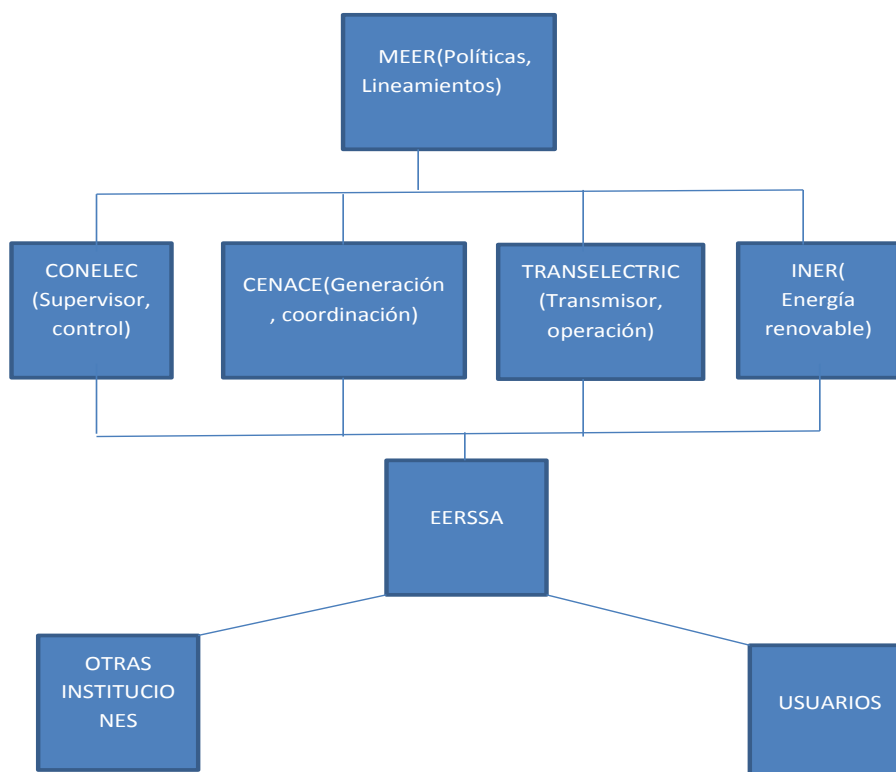 MEER(Políticas,
Lineamientos)
CONELEC
(Supervisor,
control)
CENACE(Generación
, coordinación)
TRANSELECTRIC
(Transmisor,
operación)
INER(
Energía
renovable)
EERSSA
OTRAS
INSTITUCIO
NES
USUARIOS